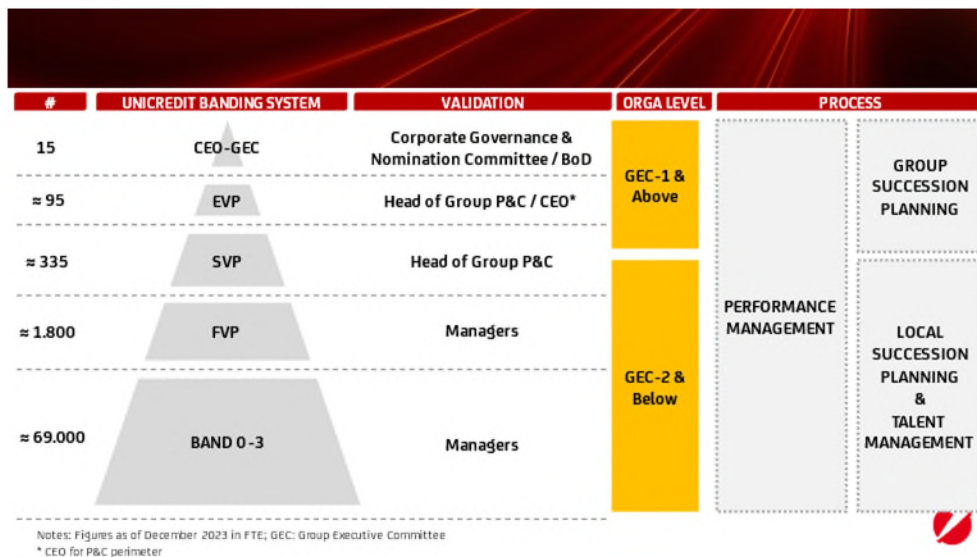 #
UNICREDIT BANDING SYSTEM
VALIDATION
ORGA LEVEL
PROCESS
15
CEO-GEC
Corporate Governance &
Nomination Committee / BoD
≈ 95
EVP
Head of Group P&C / CEO*
≈ 335
SVP
Head of Group P&C
≈ 1.800
FVP
Managers
≈ 69.000
BAND 0-3
Managers
GEC-1 &
Above
GEC-2 &
Below
PERFORMANCE
MANAGEMENT
GROUP
SUCCESSION
PLANNING
LOCAL
SUCCESSION
PLANNING
&
TALENT
MANAGEMENT
Notes: Figures as of December 2023 in FTE; GEC: Group Executive Committee
* CEO for P&C perimeter